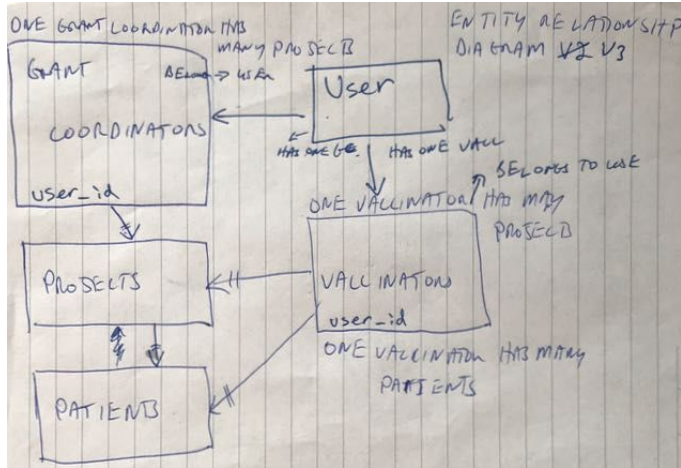 ONE GRANT COORDINATOR HAS
MANY PROJECTS
ENTITY RELATIONSHIP
DIAGRAM V2 V3
GRANT
COORDINATORS
user_id
BELONGS → USER
User
HAS ONE GC.
HAS ONE VACC
BELONGS TO USE
ONE VACCINATOR HAS MANY
PROJECTS
PROJECTS
VACCINATORS
user_id
ONE VACCINATOR HAS MANY
PATIENTS
PATIENTS